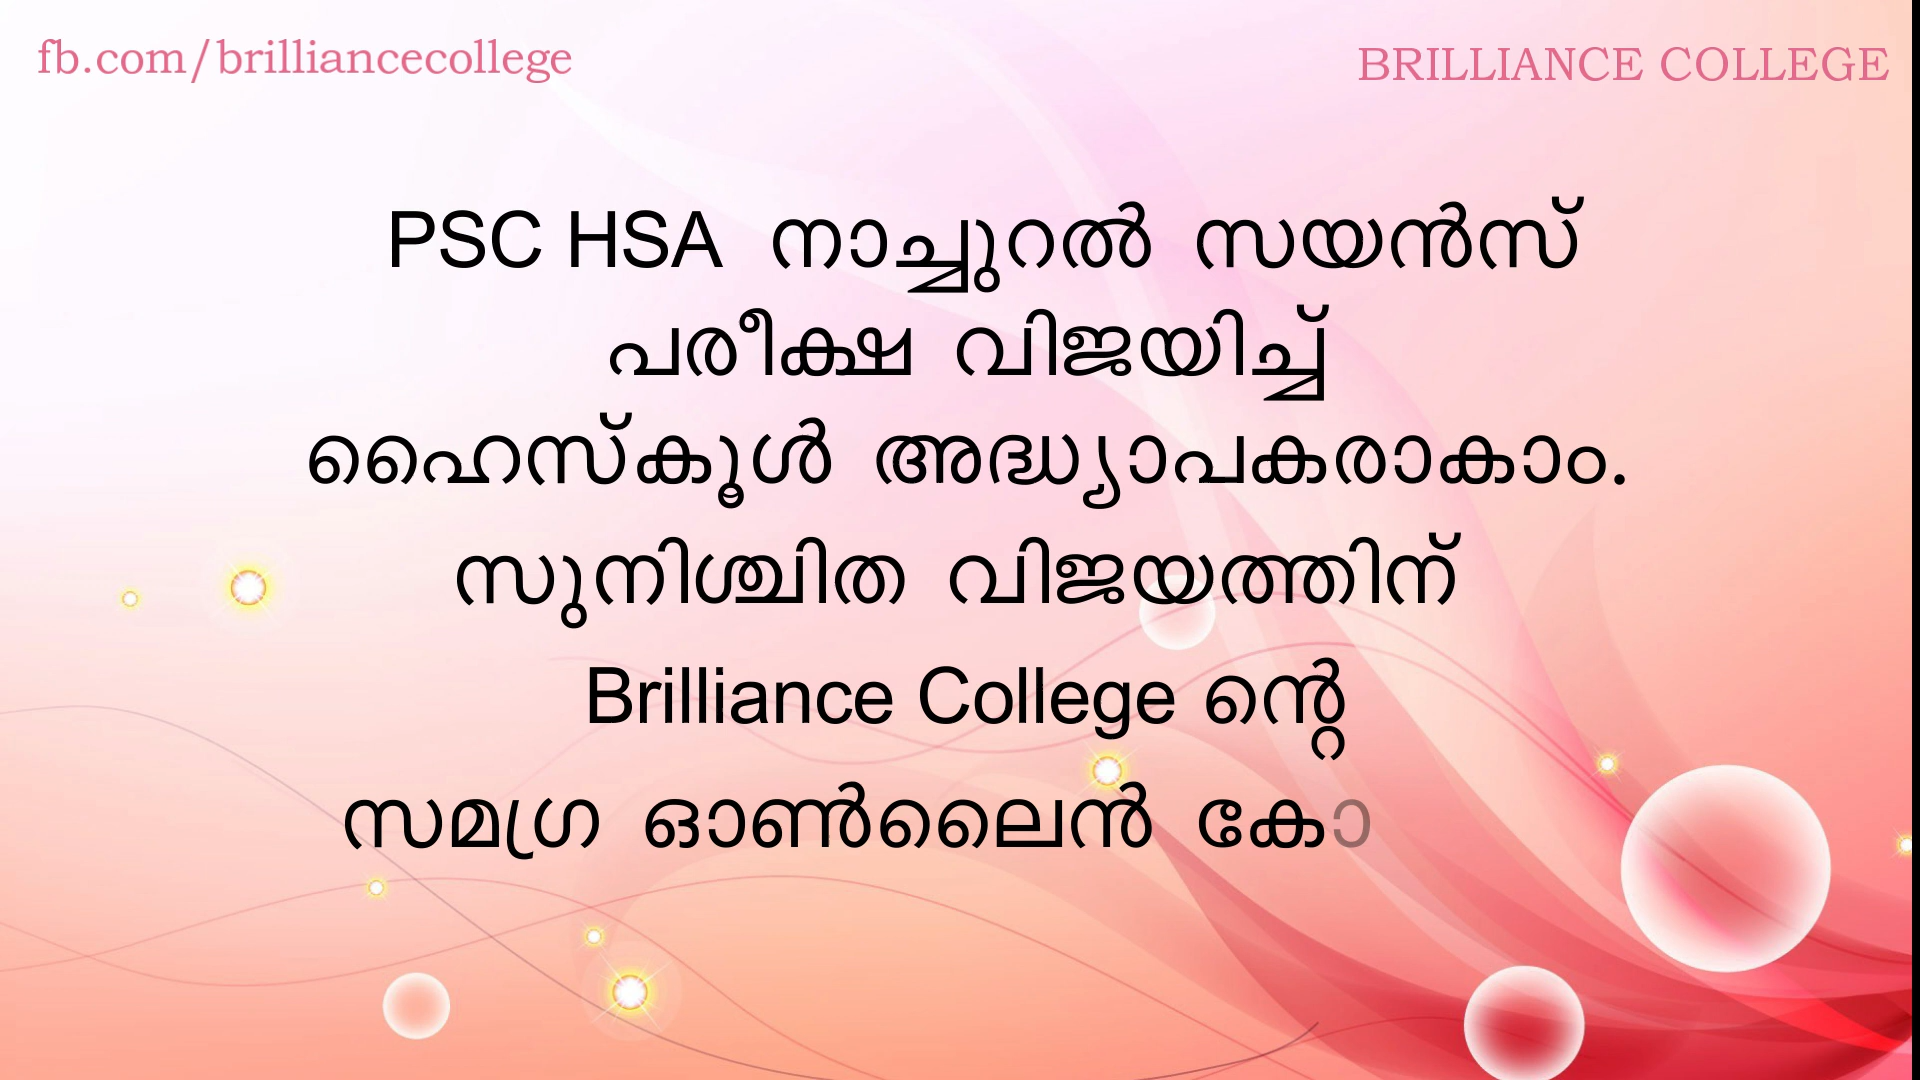 fb.com/brilliancecollege
BRILLIANCE COLLEGE
PSC HSA നാച്ചുറൽ സയൻസ്
പരീക്ഷ വിജയിച്ച്
ഹൈസ്കൂൾ അദ്ധ്യാപകരാകാം.
സുനിശ്ചിത വിജയത്തിന്
Brilliance College ന്റെ
സമഗ്ര ഓൺലൈൻ കോ